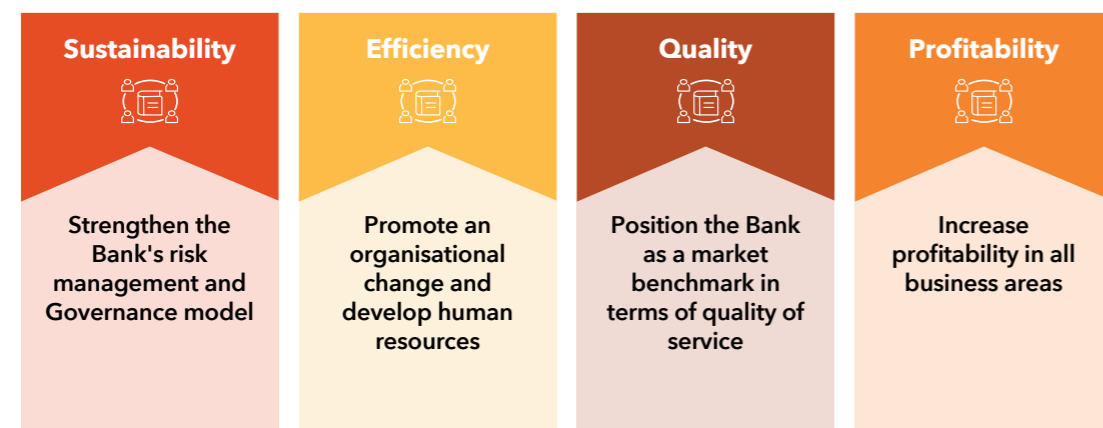 Sustainability
Strengthen the
Bank's risk
management and
Governance model
Efficiency
Promote an
organisational
change and
develop human
resources
Quality
Position the Bank
as a market
benchmark in
terms of quality of
service
Profitability
Increase
profitability in all
business areas